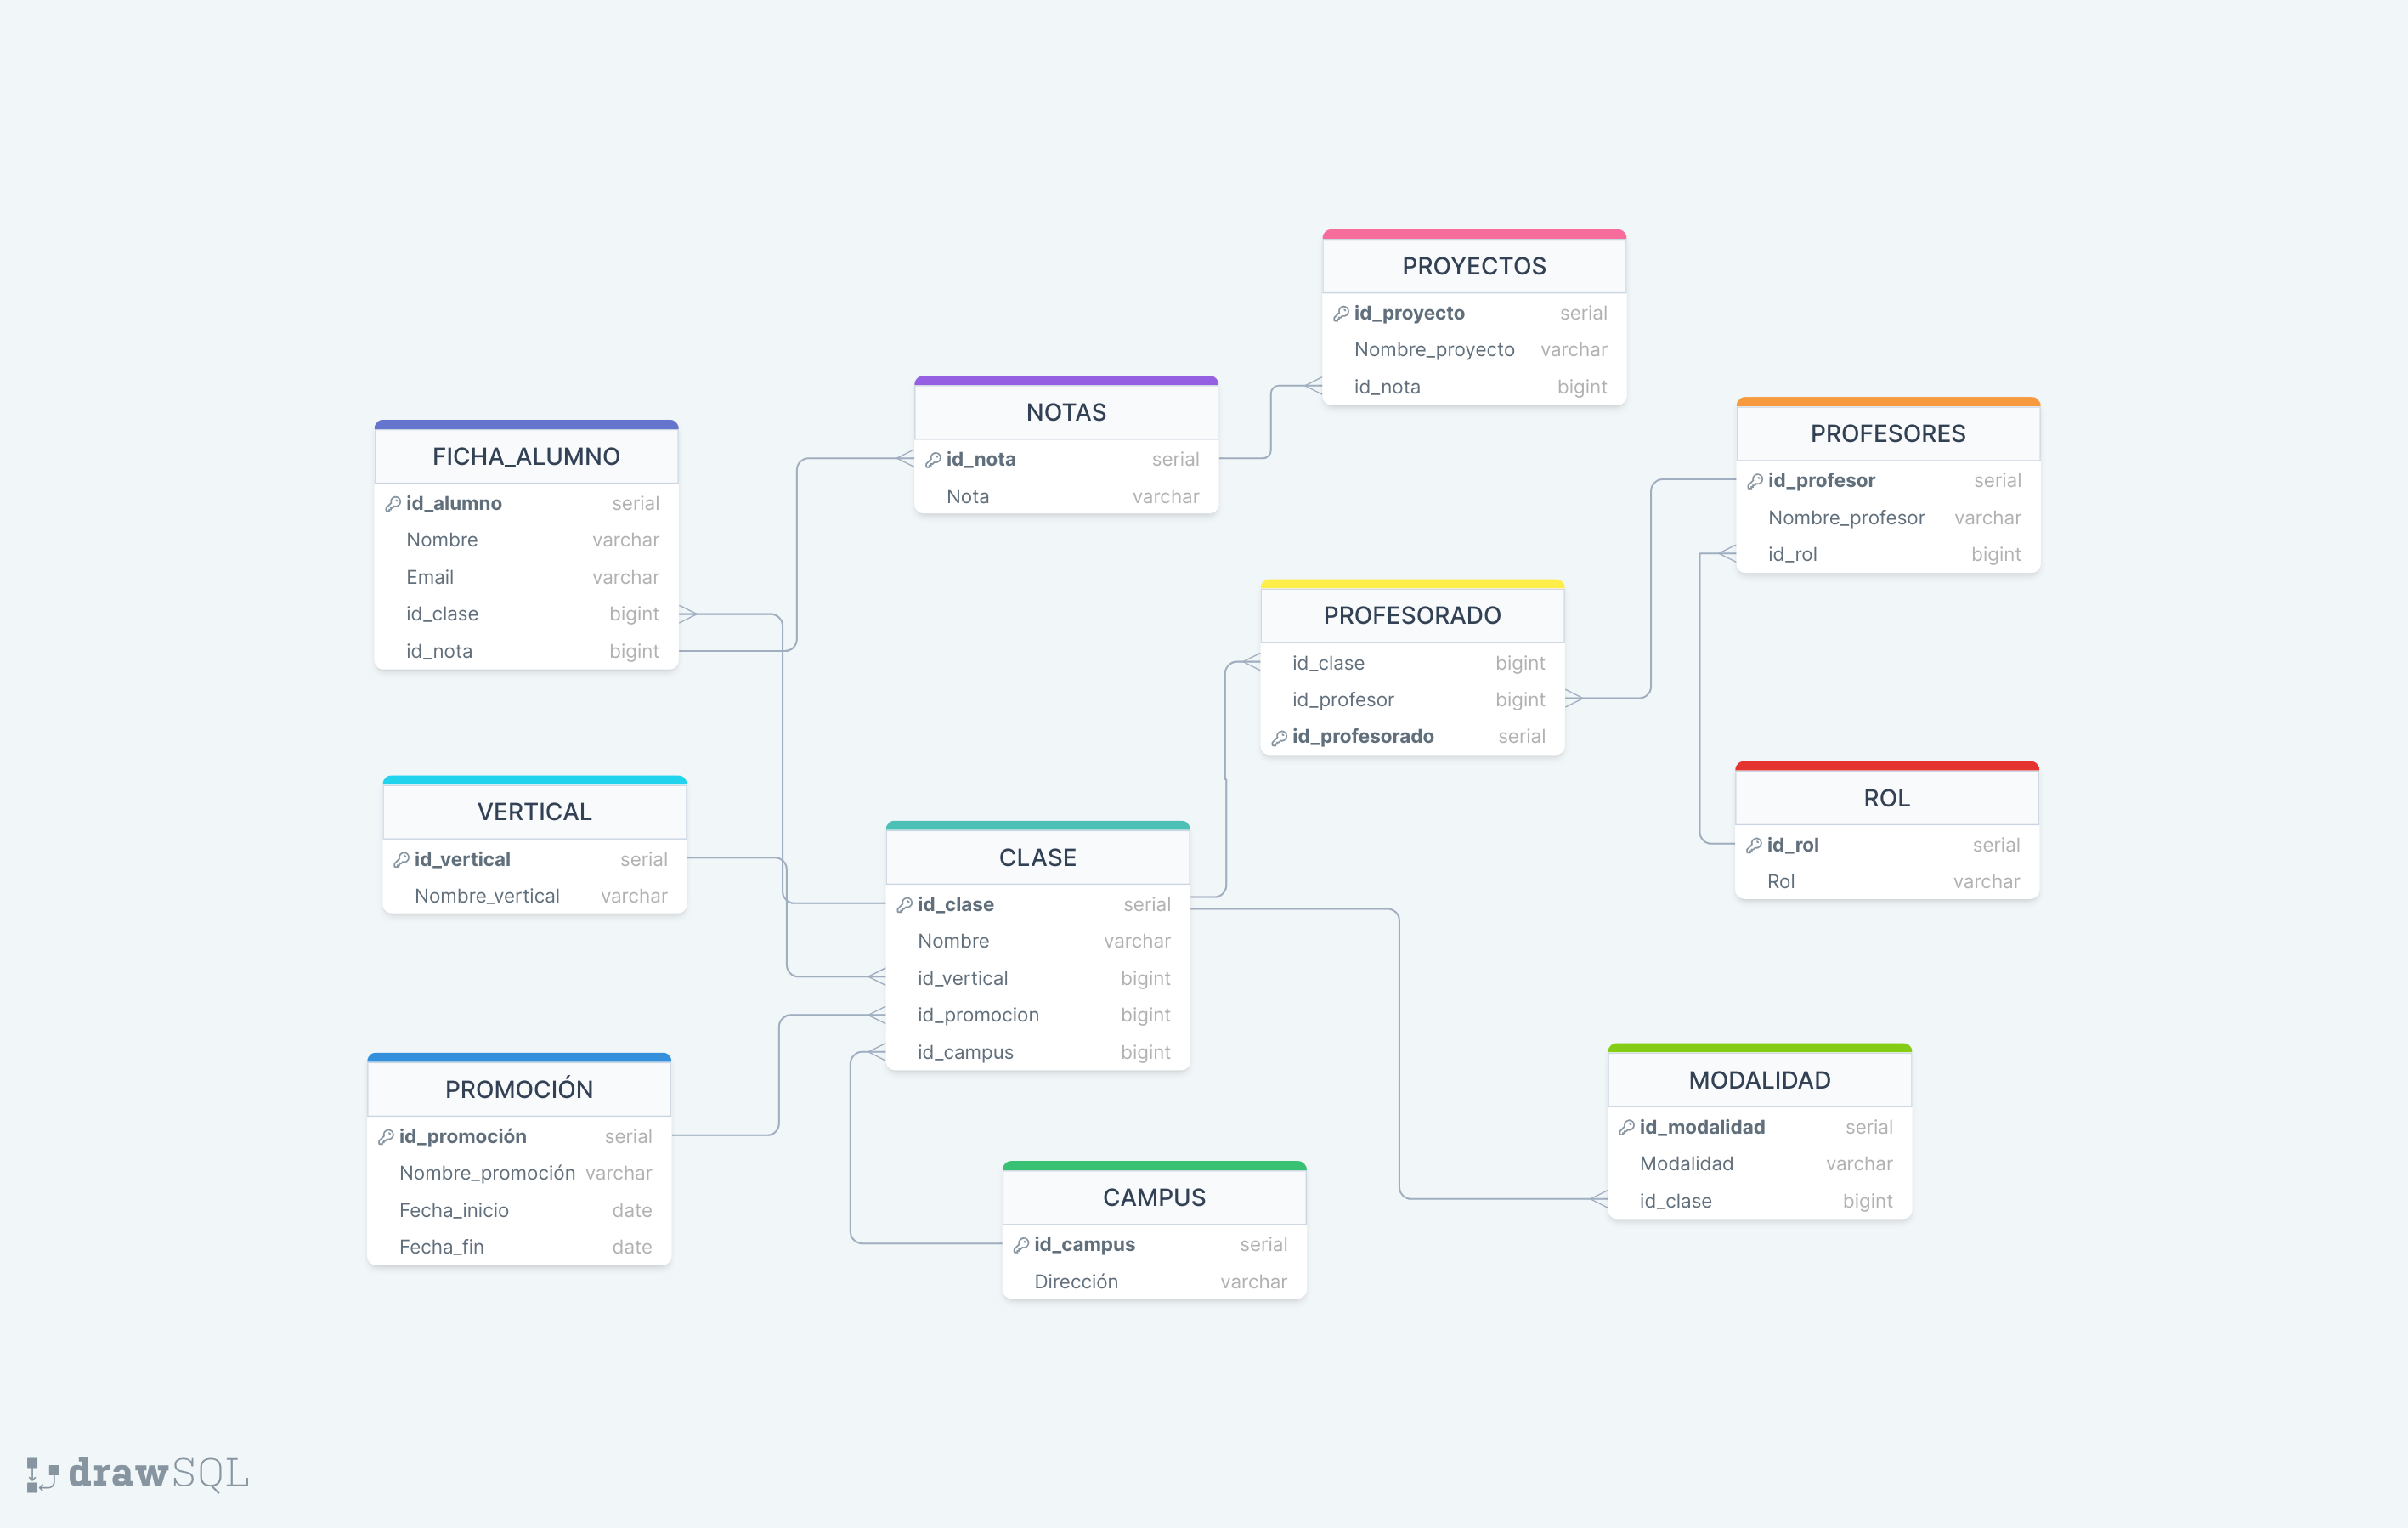 PROYECTOS
id_proyecto serial
Nombre_proyecto varchar
id_nota bigint
NOTAS
id_nota serial
Nota varchar
PROFESORES
id_profesor serial
Nombre_profesor varchar
id_rol bigint
FICHA_ALUMNO
id_alumno serial
Nombre varchar
Email varchar
id_clase bigint
id_nota bigint
PROFESORADO
id_clase bigint
id_profesor bigint
id_profesorado serial
VERTICAL
id_vertical serial
Nombre_vertical varchar
ROL
id_rol serial
Rol varchar
CLASE
id_clase serial
Nombre varchar
id_vertical bigint
id_promocion bigint
id_campus bigint
PROMOCIÓN
id_promoción serial
Nombre_promoción varchar
Fecha_inicio date
Fecha_fin date
MODALIDAD
id_modalidad serial
Modalidad varchar
id_clase bigint
CAMPUS
id_campus serial
Dirección varchar
drawSQL